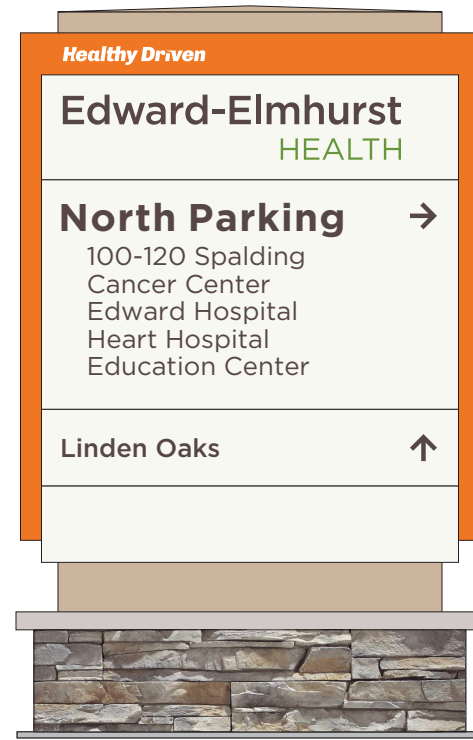 Healthy Driven
Edward-Elmhurst
HEALTH
North Parking →
100-120 Spalding
Cancer Center
Edward Hospital
Heart Hospital
Education Center
Linden Oaks ↑